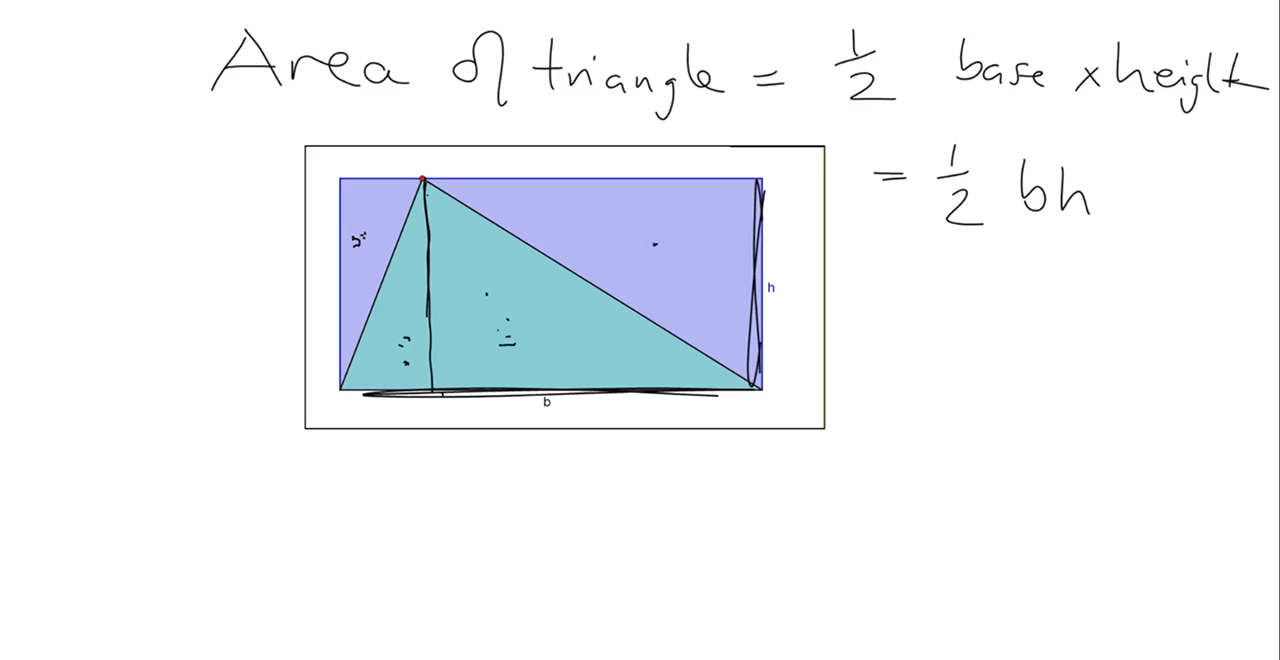 Area of triangle = 1/2 base × height
= 1/2 bh
h
b